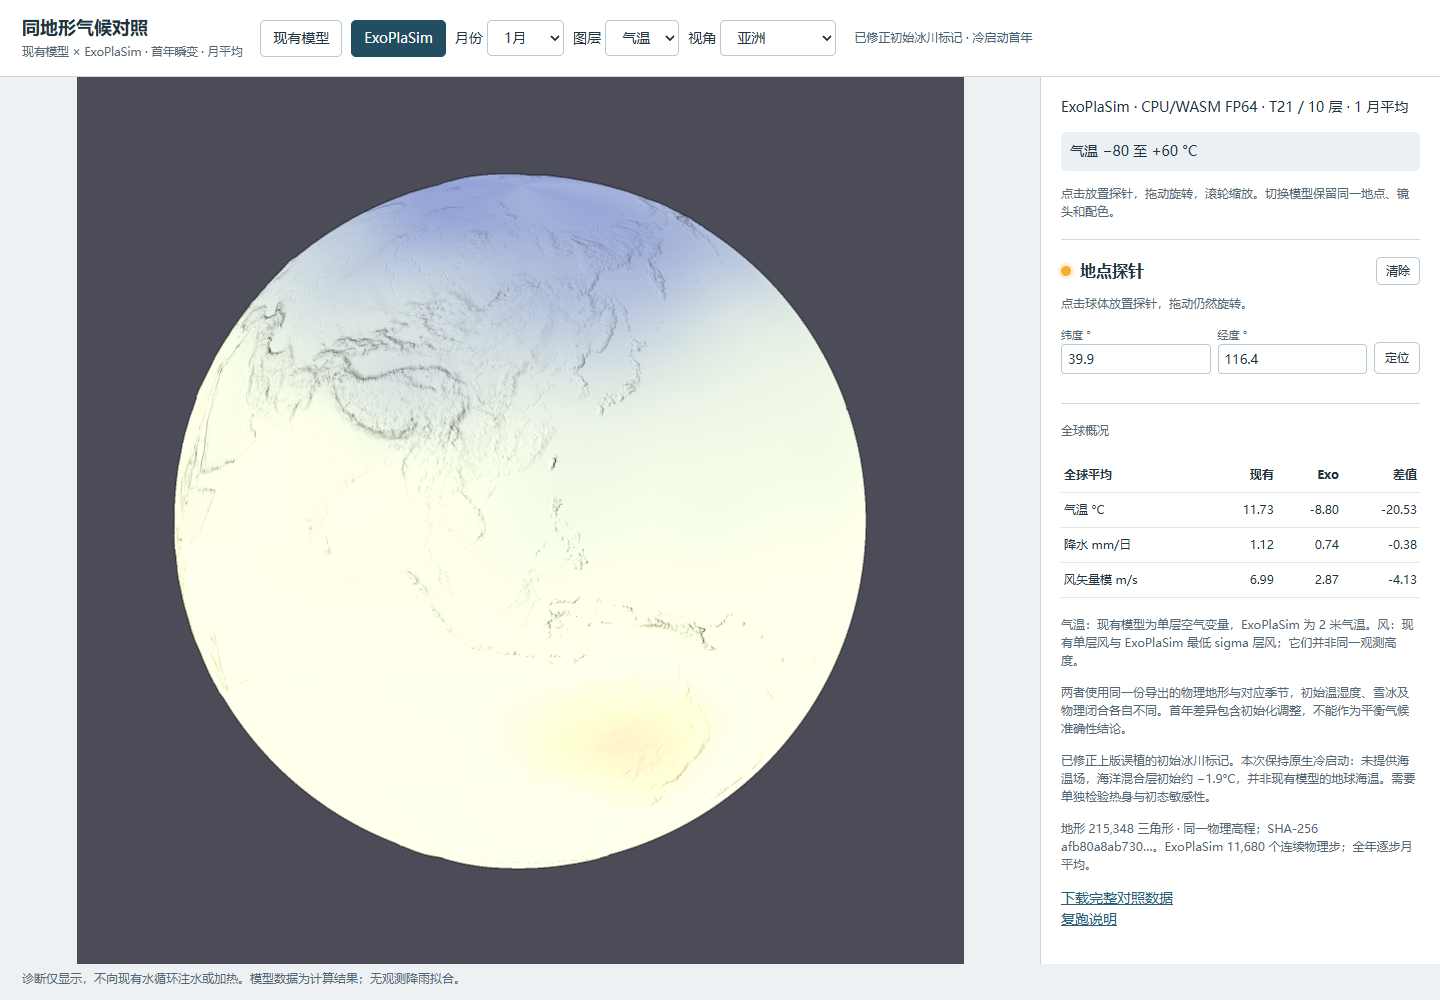 同地形气候对照
现有模型 × ExoPlaSim · 首年瞬变 · 月平均
现有模型
ExoPlaSim
月份
1月
图层
气温
视角
亚洲
已修正初始冰川标记 · 冷启动首年
ExoPlaSim · CPU/WASM FP64 · T21 / 10 层 · 1 月平均
气温 −80 至 +60 °C
点击放置探针，拖动旋转，滚轮缩放。切换模型保留同一地点、镜
头和配色。
地点探针
清除
点击球体放置探针，拖动仍然旋转。
纬度 °
经度 °
39.9
116.4
定位
全球概况
全球平均 现有 Exo 差值
气温 °C 11.73 -8.80 -20.53
降水 mm/日 1.12 0.74 -0.38
风矢量模 m/s 6.99 2.87 -4.13
气温：现有模型为单层空气变量，ExoPlaSim 为 2 米气温。风：现
有单层风与 ExoPlaSim 最低 sigma 层风；它们并非同一观测高
度。
两者使用同一份导出的物理地形与对应季节，初始温湿度、雪冰及
物理闭合各自不同。首年差异包含初始化调整，不能作为平衡气候
准确性结论。
已修正上版误植的初始冰川标记。本次保持原生冷启动：未提供海
温场，海洋混合层初始约 −1.9°C，并非现有模型的地球海温。需要
单独检验热身与初态敏感性。
地形 215,348 三角形 · 同一物理高程；SHA-256
afb80a8ab730…。ExoPlaSim 11,680 个连续物理步；全年逐步月
平均。
下载完整对照数据
复跑说明
诊断仅显示，不向现有水循环注水或加热。模型数据为计算结果；无观测降雨拟合。